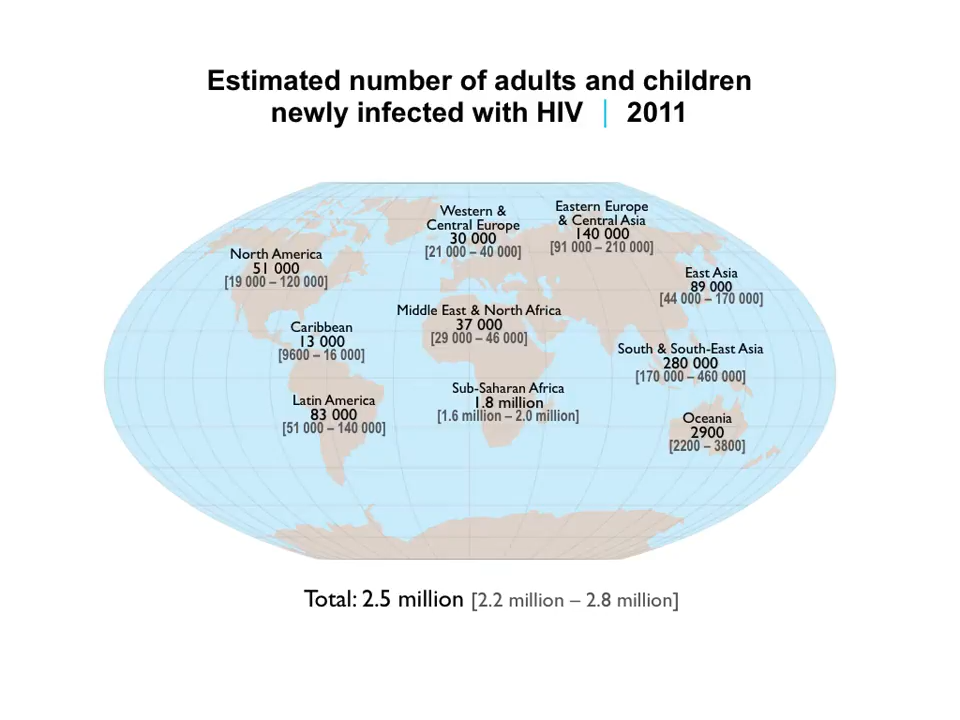 Estimated number of adults and children
newly infected with HIV | 2011
Western &
Central Europe
30 000
[21 000 – 40 000]
Eastern Europe
& Central Asia
140 000
[91 000 – 210 000]
North America
51 000
[19 000 – 120 000]
East Asia
89 000
[44 000 – 170 000]
Middle East & North Africa
37 000
[29 000 – 46 000]
Caribbean
13 000
[9600 – 16 000]
South & South-East Asia
280 000
[170 000 – 460 000]
Sub-Saharan Africa
1.8 million
[1.6 million – 2.0 million]
Latin America
83 000
[51 000 – 140 000]
Oceania
2900
[2200 – 3800]
Total: 2.5 million [2.2 million – 2.8 million]